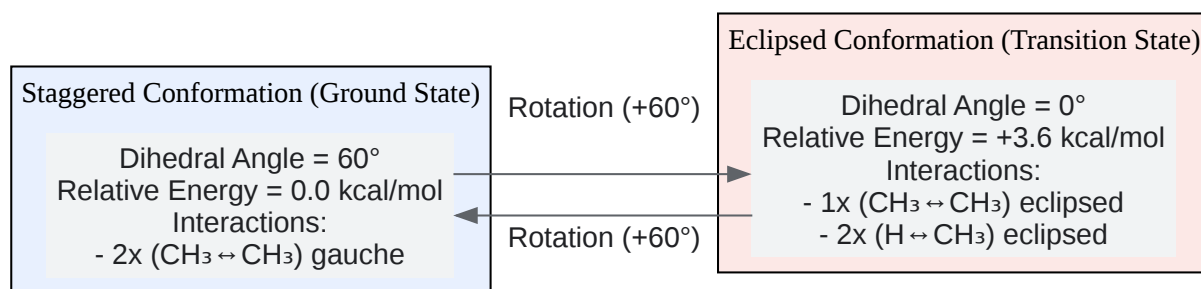 Staggered Conformation (Ground State)
Dihedral Angle = 60°
Relative Energy = 0.0 kcal/mol
Interactions:
- 2x (CH₃↔CH₃) gauche
Rotation (+60°)
Rotation (+60°)
Eclipsed Conformation (Transition State)
Dihedral Angle = 0°
Relative Energy = +3.6 kcal/mol
Interactions:
- 1x (CH₃↔CH₃) eclipsed
- 2x (H↔CH₃) eclipsed